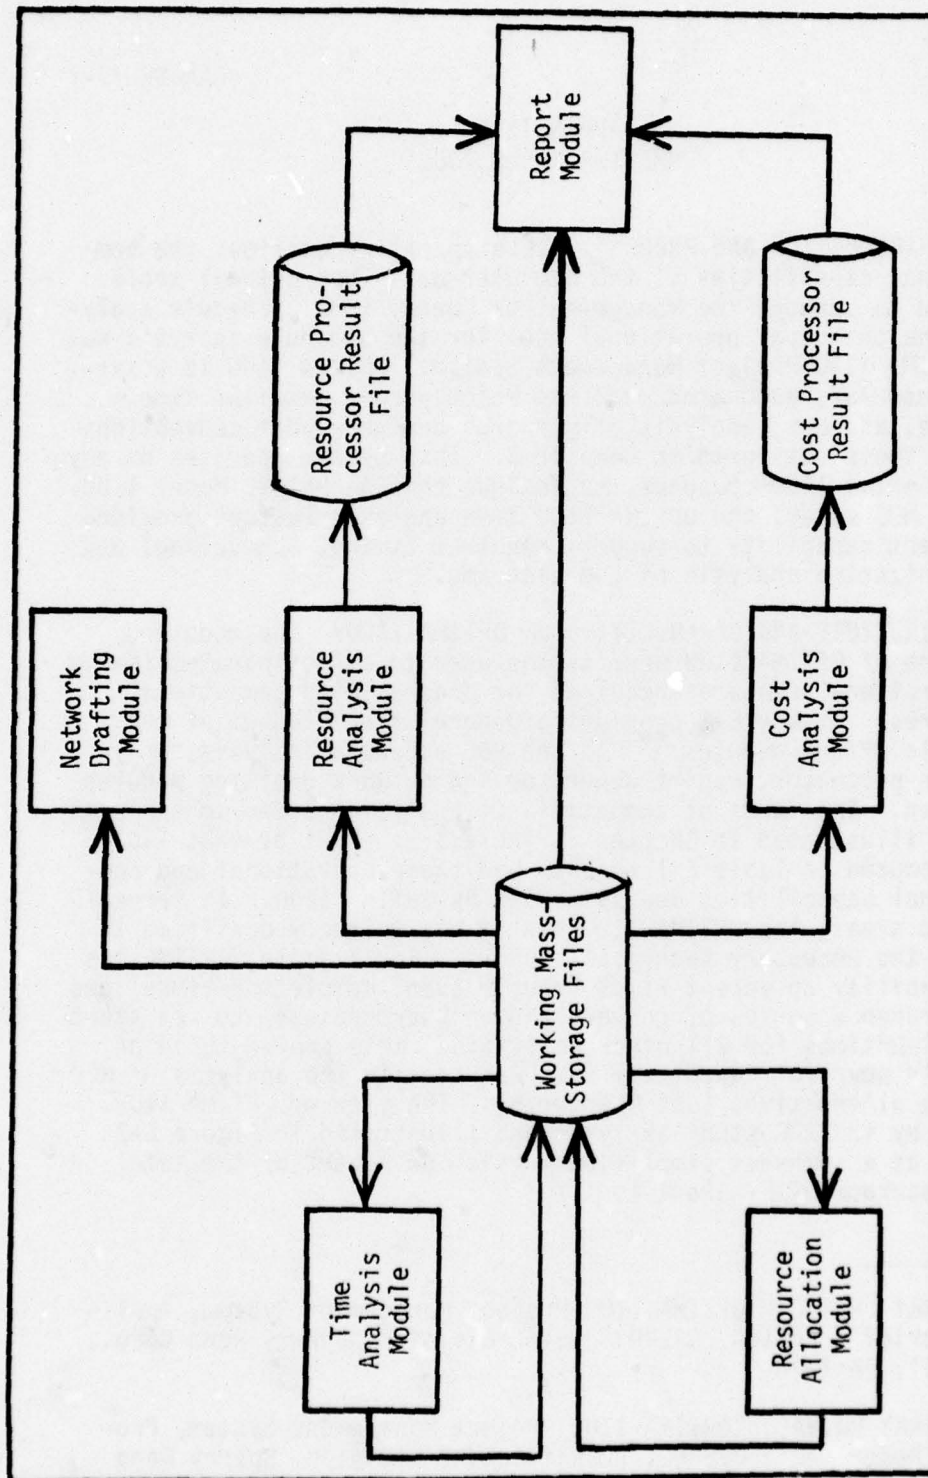 Network
Drafting
Module
Time
Analysis
Module
Resource
Analysis
Module
Resource Pro-
cessor Result
File
Working Mass-
Storage Files
Report
Module
Resource
Allocation
Module
Cost
Analysis
Module
Cost Processor
Result File